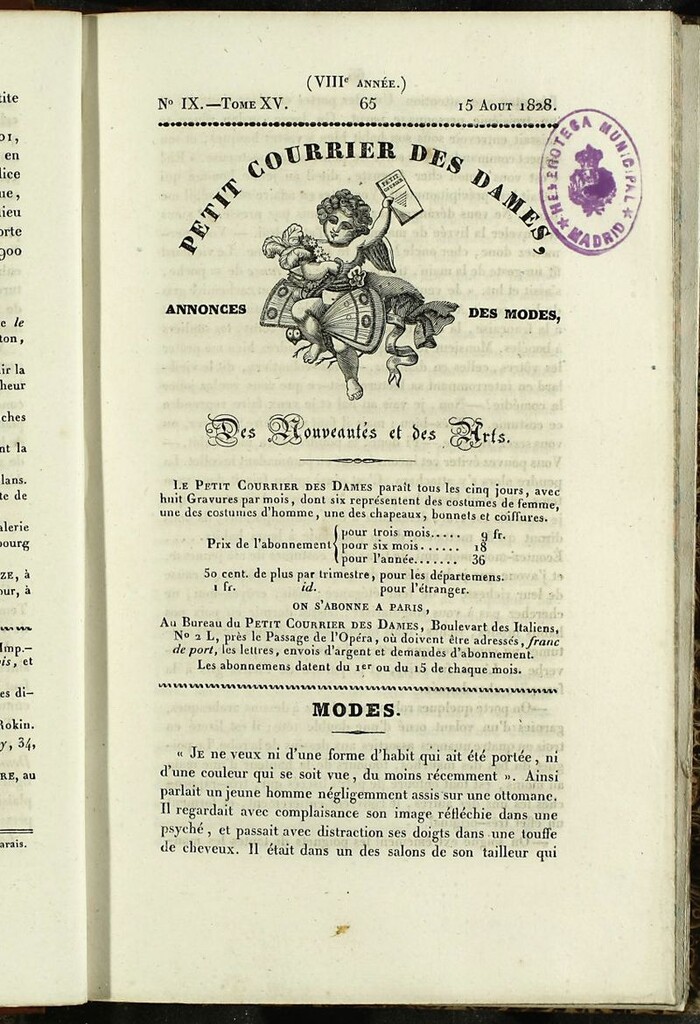 (VIIIe ANNÉE.)
No IX.—TOME XV. 65 15 AOUT 1828.
PETIT COURRIER DES DAMES,
PETIT COURRIER
HEMEROTECA MUNICIPAL
★ MADRID ★
ANNONCES DES MODES,
Des Nouveautés et des Arts.
LE PETIT COURRIER DES DAMES paraît tous les cinq jours, avec
huit Gravures par mois, dont six représentent des costumes de femme,
une des costumes d'homme, une des chapeaux, bonnets et coiffures.
Prix de l'abonnement { pour trois mois..... 9 fr.
pour six mois...... 18
pour l'année....... 36
50 cent. de plus par trimestre, pour les départemens.
1 fr. id. pour l'étranger.
ON S'ABONNE A PARIS,
Au Bureau du PETIT COURRIER DES DAMES, Boulevart des Italiens,
No 2 L, près le Passage de l'Opéra, où doivent être adressés, franc
de port, les lettres, envois d'argent et demandes d'abonnement.
Les abonnemens datent du 1er ou du 15 de chaque mois.
MODES.
« JE ne veux ni d'une forme d'habit qui ait été portée, ni
d'une couleur qui se soit vue, du moins récemment ». Ainsi
parlait un jeune homme négligemment assis sur une ottomane.
Il regardait avec complaisance son image réfléchie dans une
psyché, et passait avec distraction ses doigts dans une touffe
de cheveux. Il était dans un des salons de son tailleur qui